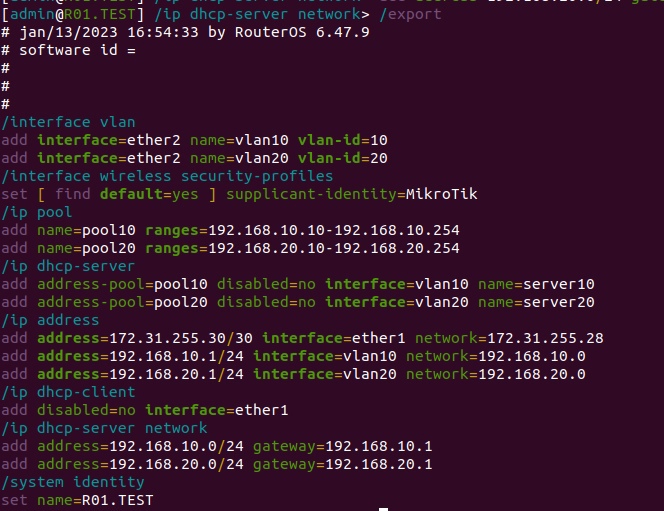 [admin@R01.TEST] /ip dhcp-server network> /export
# jan/13/2023 16:54:33 by RouterOS 6.47.9
# software id =
#
#
#
/interface vlan
add interface=ether2 name=vlan10 vlan-id=10
add interface=ether2 name=vlan20 vlan-id=20
/interface wireless security-profiles
set [ find default=yes ] supplicant-identity=MikroTik
/ip pool
add name=pool10 ranges=192.168.10.10-192.168.10.254
add name=pool20 ranges=192.168.20.10-192.168.20.254
/ip dhcp-server
add address-pool=pool10 disabled=no interface=vlan10 name=server10
add address-pool=pool20 disabled=no interface=vlan20 name=server20
/ip address
add address=172.31.255.30/30 interface=ether1 network=172.31.255.28
add address=192.168.10.1/24 interface=vlan10 network=192.168.10.0
add address=192.168.20.1/24 interface=vlan20 network=192.168.20.0
/ip dhcp-client
add disabled=no interface=ether1
/ip dhcp-server network
add address=192.168.10.0/24 gateway=192.168.10.1
add address=192.168.20.0/24 gateway=192.168.20.1
/system identity
set name=R01.TEST